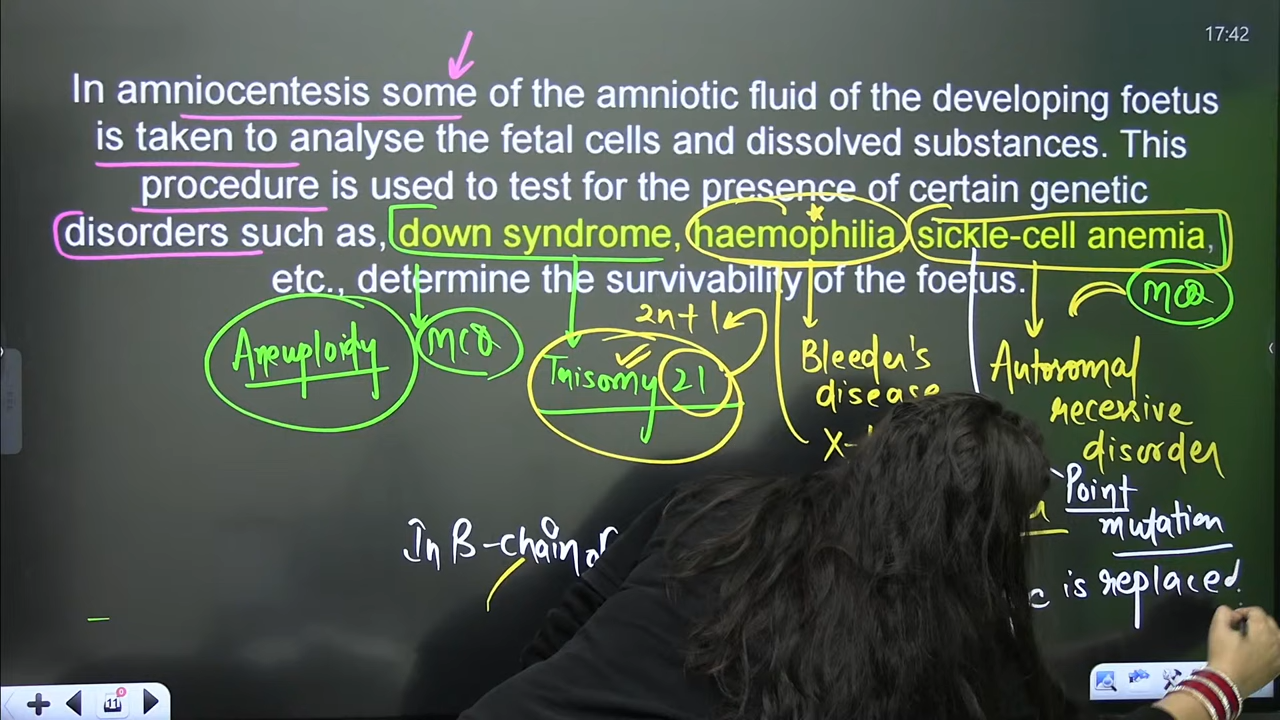 17:42
In amniocentesis some of the amniotic fluid of the developing foetus
is taken to analyse the fetal cells and dissolved substances. This
procedure is used to test for the presence of certain genetic
disorders such as, down syndrome, haemophilia, sickle-cell anemia,
etc., determine the survivability of the foetus.
MCQ
2n+1
Aneuploidy
MCQ
Trisomy 21
Bleeder's
disease
X-
Autosomal
recessive
disorder
Point
mutation
In B-chain of
c is replaced
11
0